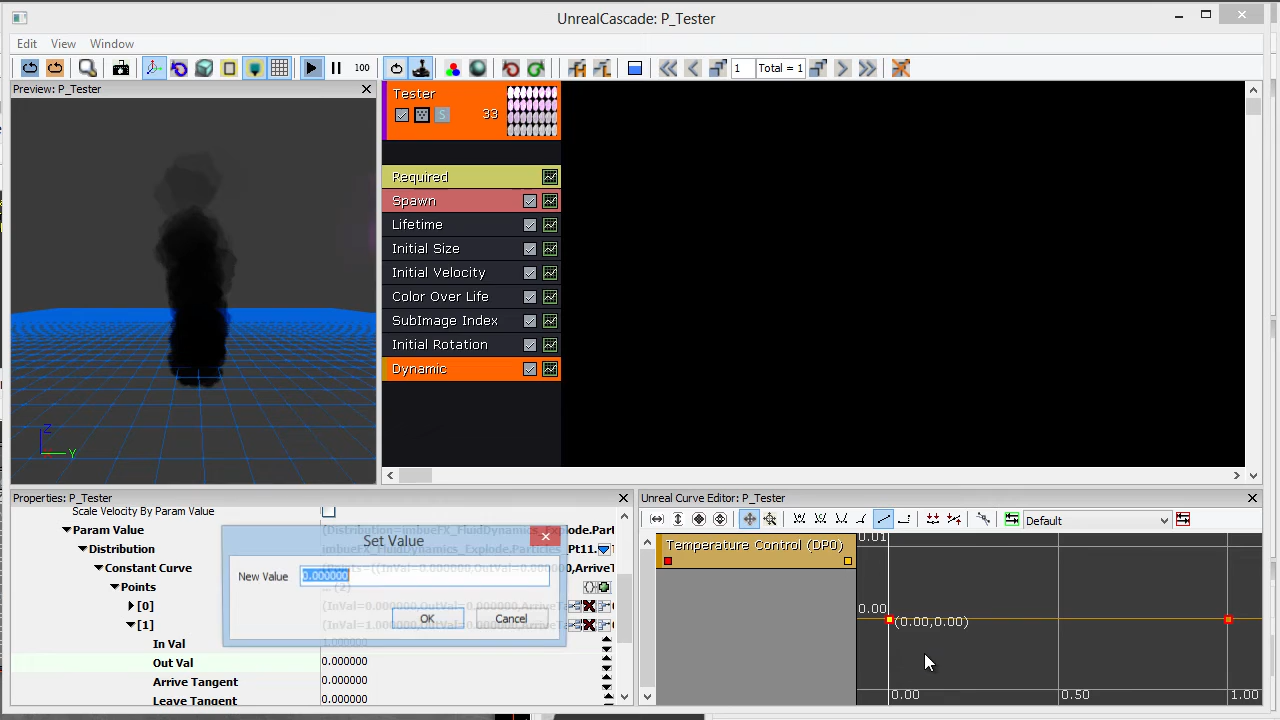 UnrealCascade: P_Tester
Edit View Window
100
1 Total = 1
Preview: P_Tester
Z
Y
Tester
S 33
Required
Spawn
Lifetime
Initial Size
Initial Velocity
Color Over Life
SubImage Index
Initial Rotation
Dynamic
Properties: P_Tester
Scale Velocity By Param Value
Param Value
Distribution
Constant Curve
Points
[0]
[1]
In Val 1.000000
Out Val 0.000000
Arrive Tangent 0.000000
Leave Tangent 0.000000
Set Value
New Value 0.000000
OK Cancel
Unreal Curve Editor: P_Tester
Default
Temperature Control (DP0)
0.01
0.00
(0.00,0.00)
0.00 0.50 1.00